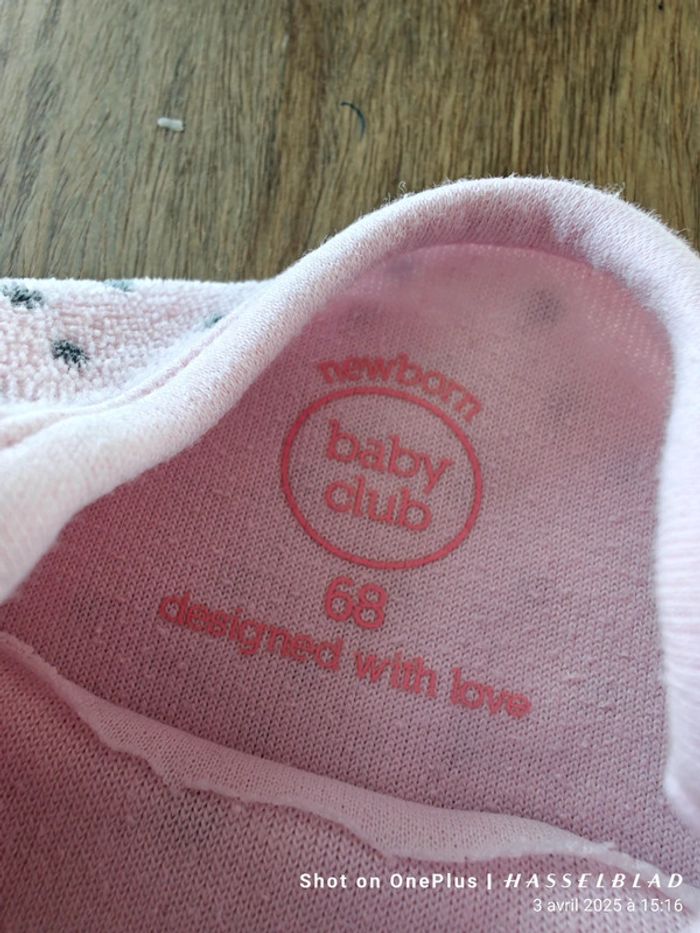 newborn
baby
club
68
designed with love
Shot on OnePlus | HASSELBLAD
3 avril 2025 à 15:16